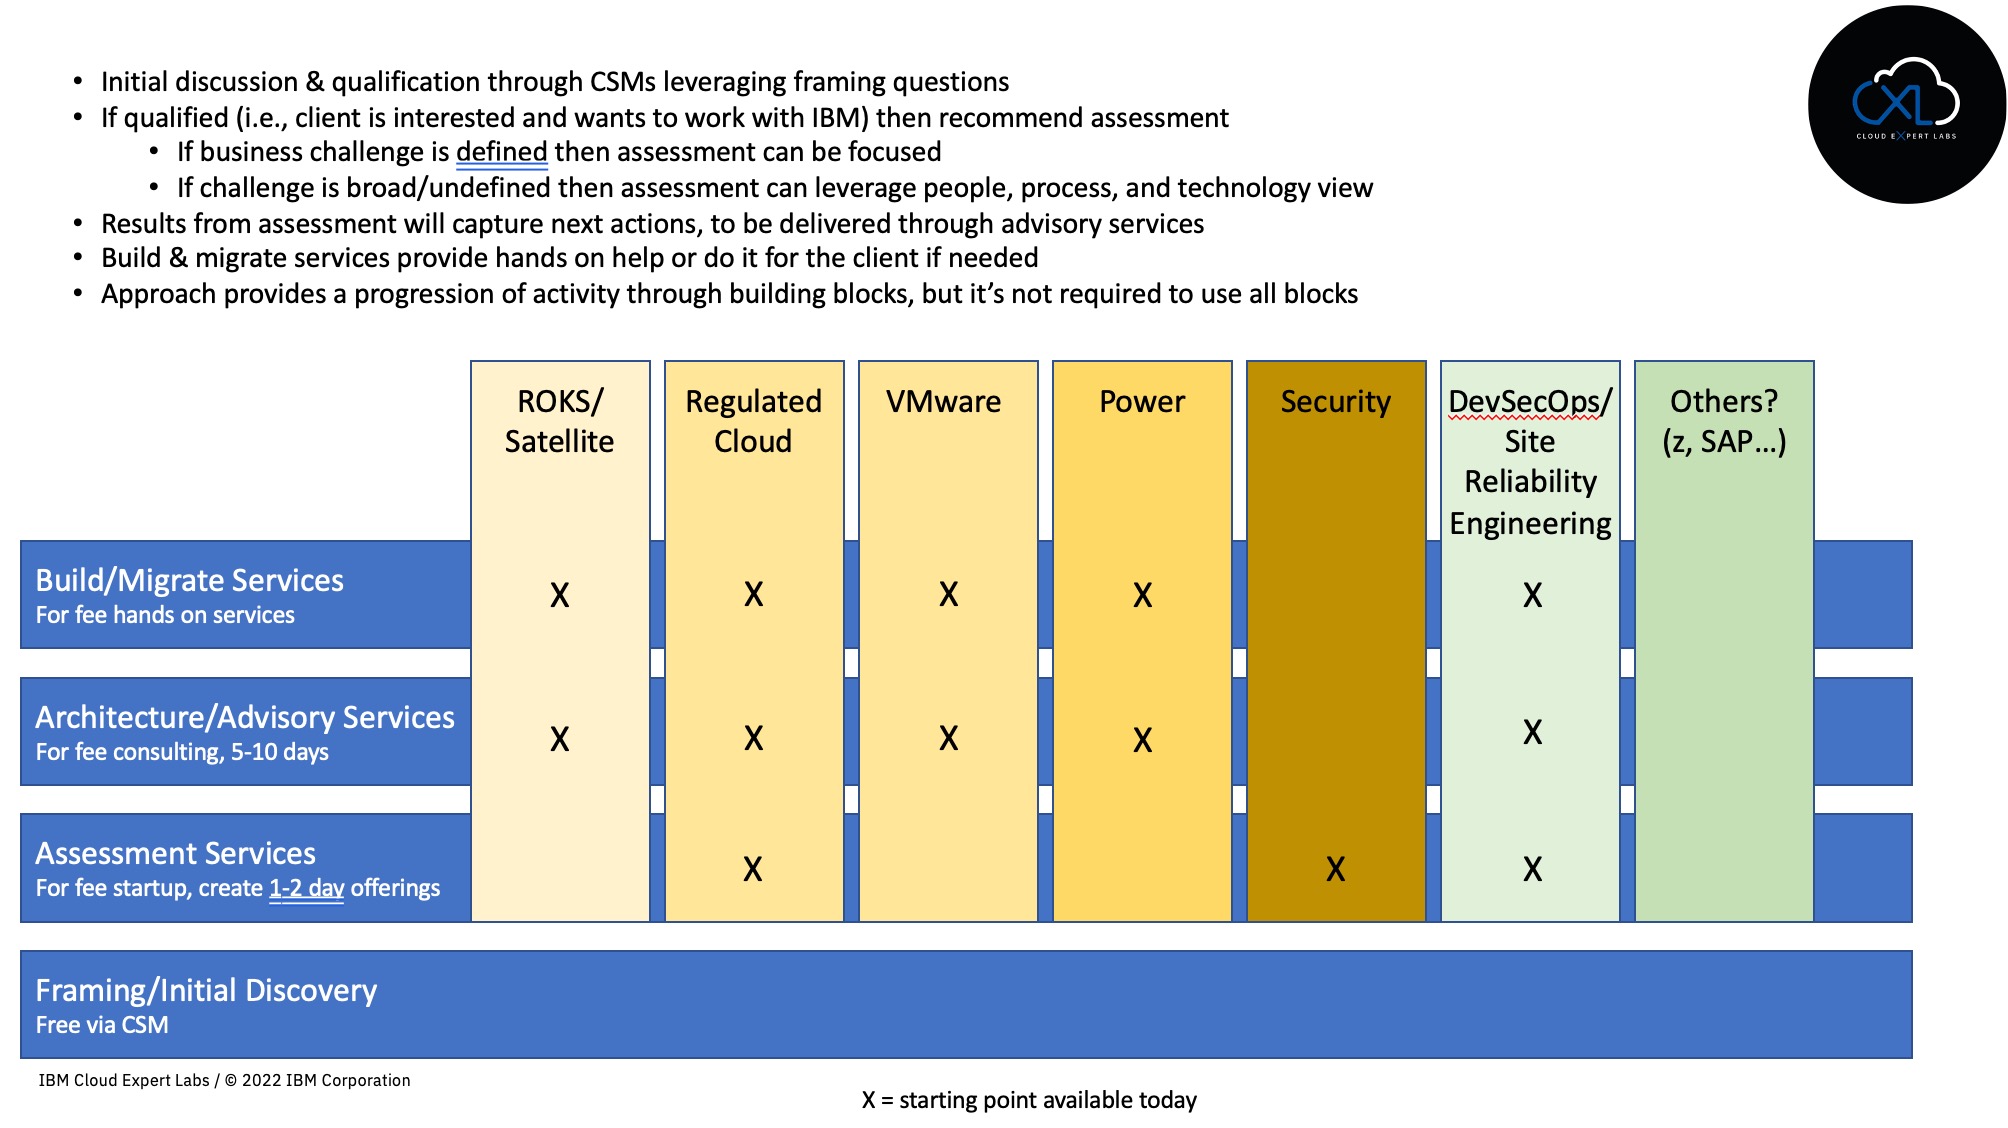 • Initial discussion & qualification through CSMs leveraging framing questions
• If qualified (i.e., client is interested and wants to work with IBM) then recommend assessment
• If business challenge is defined then assessment can be focused
• If challenge is broad/undefined then assessment can leverage people, process, and technology view
• Results from assessment will capture next actions, to be delivered through advisory services
• Build & migrate services provide hands on help or do it for the client if needed
• Approach provides a progression of activity through building blocks, but it’s not required to use all blocks
CXL
CLOUD EXPERT LABS
ROKS/
Satellite
Regulated
Cloud
VMware
Power
Security
DevSecOps/
Site
Reliability
Engineering
Others?
(z, SAP...)
Build/Migrate Services
For fee hands on services
X X X X X
Architecture/Advisory Services
For fee consulting, 5-10 days
X X X X X
Assessment Services
For fee startup, create 1-2 day offerings
X X X
Framing/Initial Discovery
Free via CSM
IBM Cloud Expert Labs / © 2022 IBM Corporation
X = starting point available today